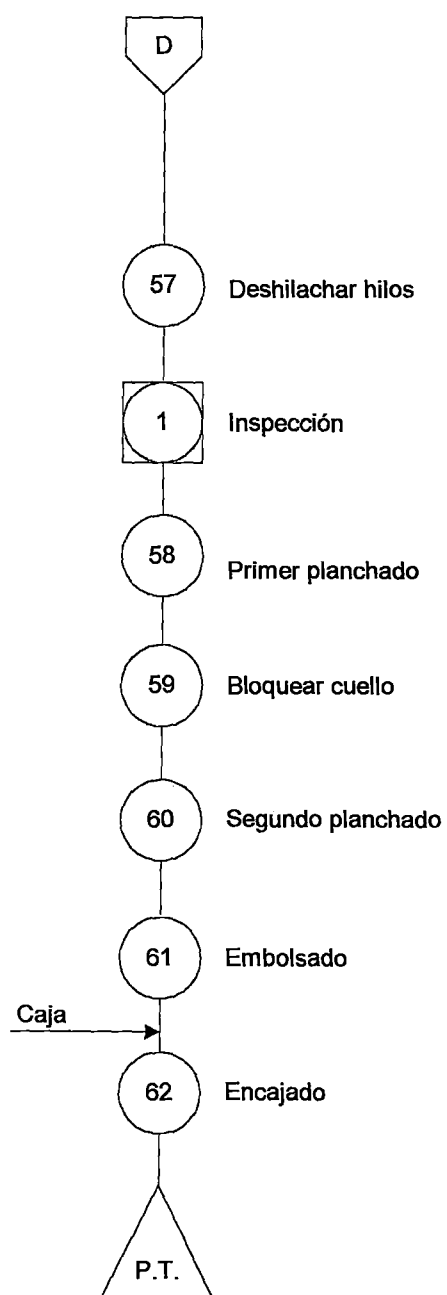 D
57 Deshilachar hilos
1 Inspección
58 Primer planchado
59 Bloquear cuello
60 Segundo planchado
61 Embolsado
Caja
62 Encajado
P.T.